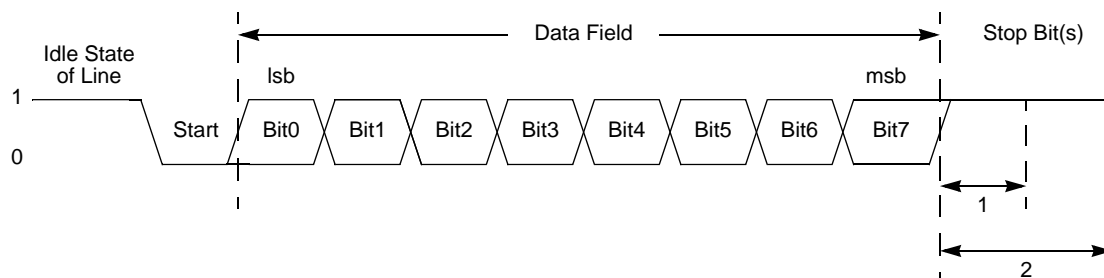 Data Field
Stop Bit(s)
Idle State
of Line
lsb
msb
1
Start
Bit0
Bit1
Bit2
Bit3
Bit4
Bit5
Bit6
Bit7
0
1
2